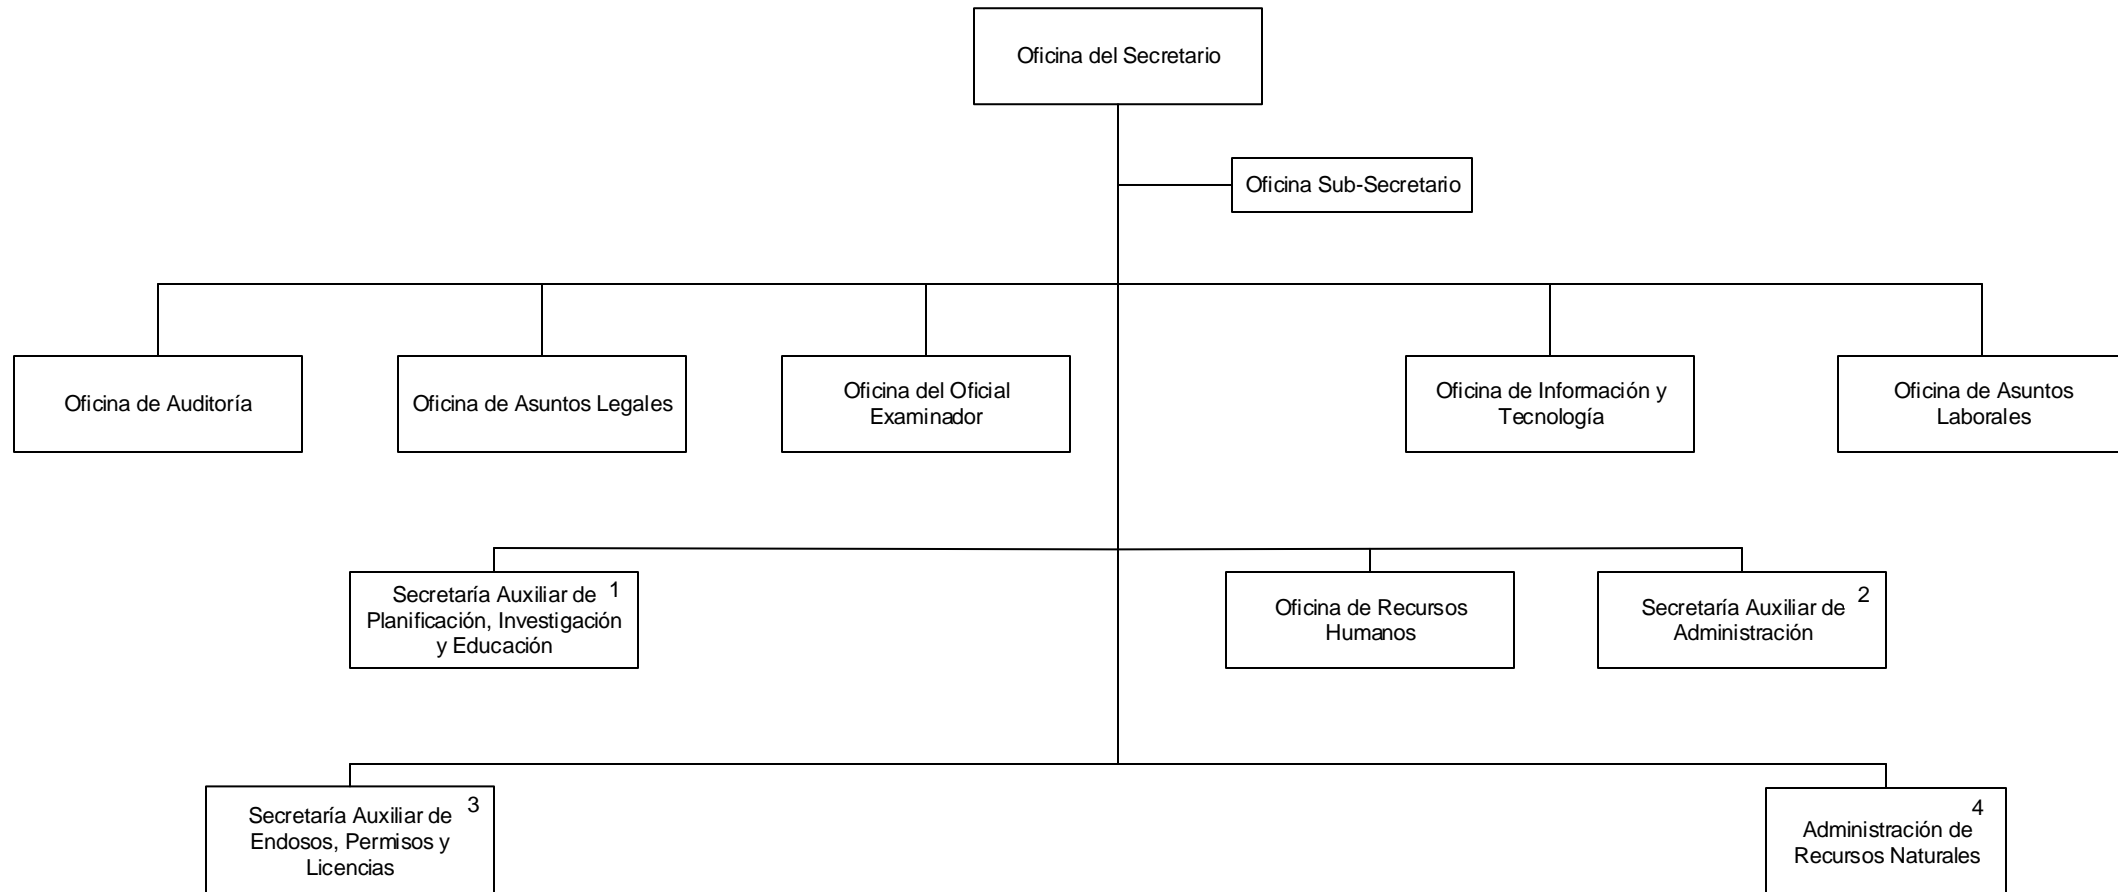 Oficina del Secretario
Oficina Sub-Secretario
Oficina de Auditoría
Oficina de Asuntos Legales
Oficina del Oficial
Examinador
Oficina de Información y
Tecnología
Oficina de Asuntos
Laborales
Secretaría Auxiliar de 1
Planificación, Investigación
y Educación
Oficina de Recursos
Humanos
Secretaría Auxiliar de 2
Administración
Secretaría Auxiliar de 3
Endosos, Permisos y
Licencias
4
Administración de
Recursos Naturales